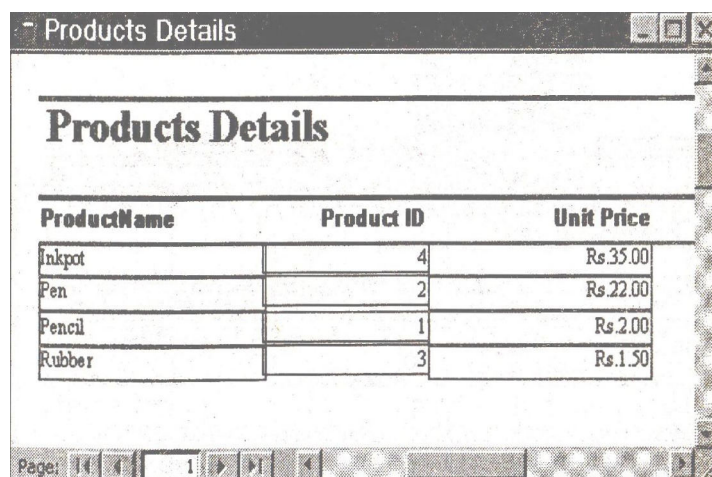 Products Details
Products Details
ProductName Product ID Unit Price
Inkpot 4 Rs.35.00
Pen 2 Rs.22.00
Pencil 1 Rs.2.00
Rubber 3 Rs.1.50
Page: 1